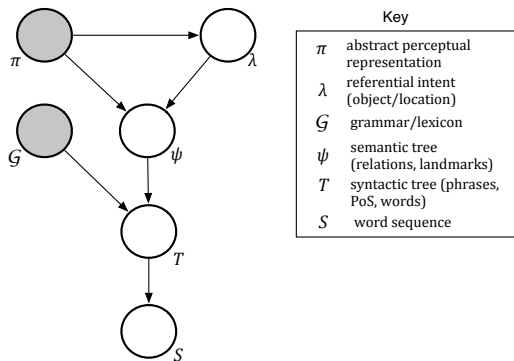 π
λ
𝒢
ψ
T
S
Key
π abstract perceptual
representation
λ referential intent
(object/location)
𝒢 grammar/lexicon
ψ semantic tree
(relations, landmarks)
T syntactic tree (phrases,
PoS, words)
S word sequence